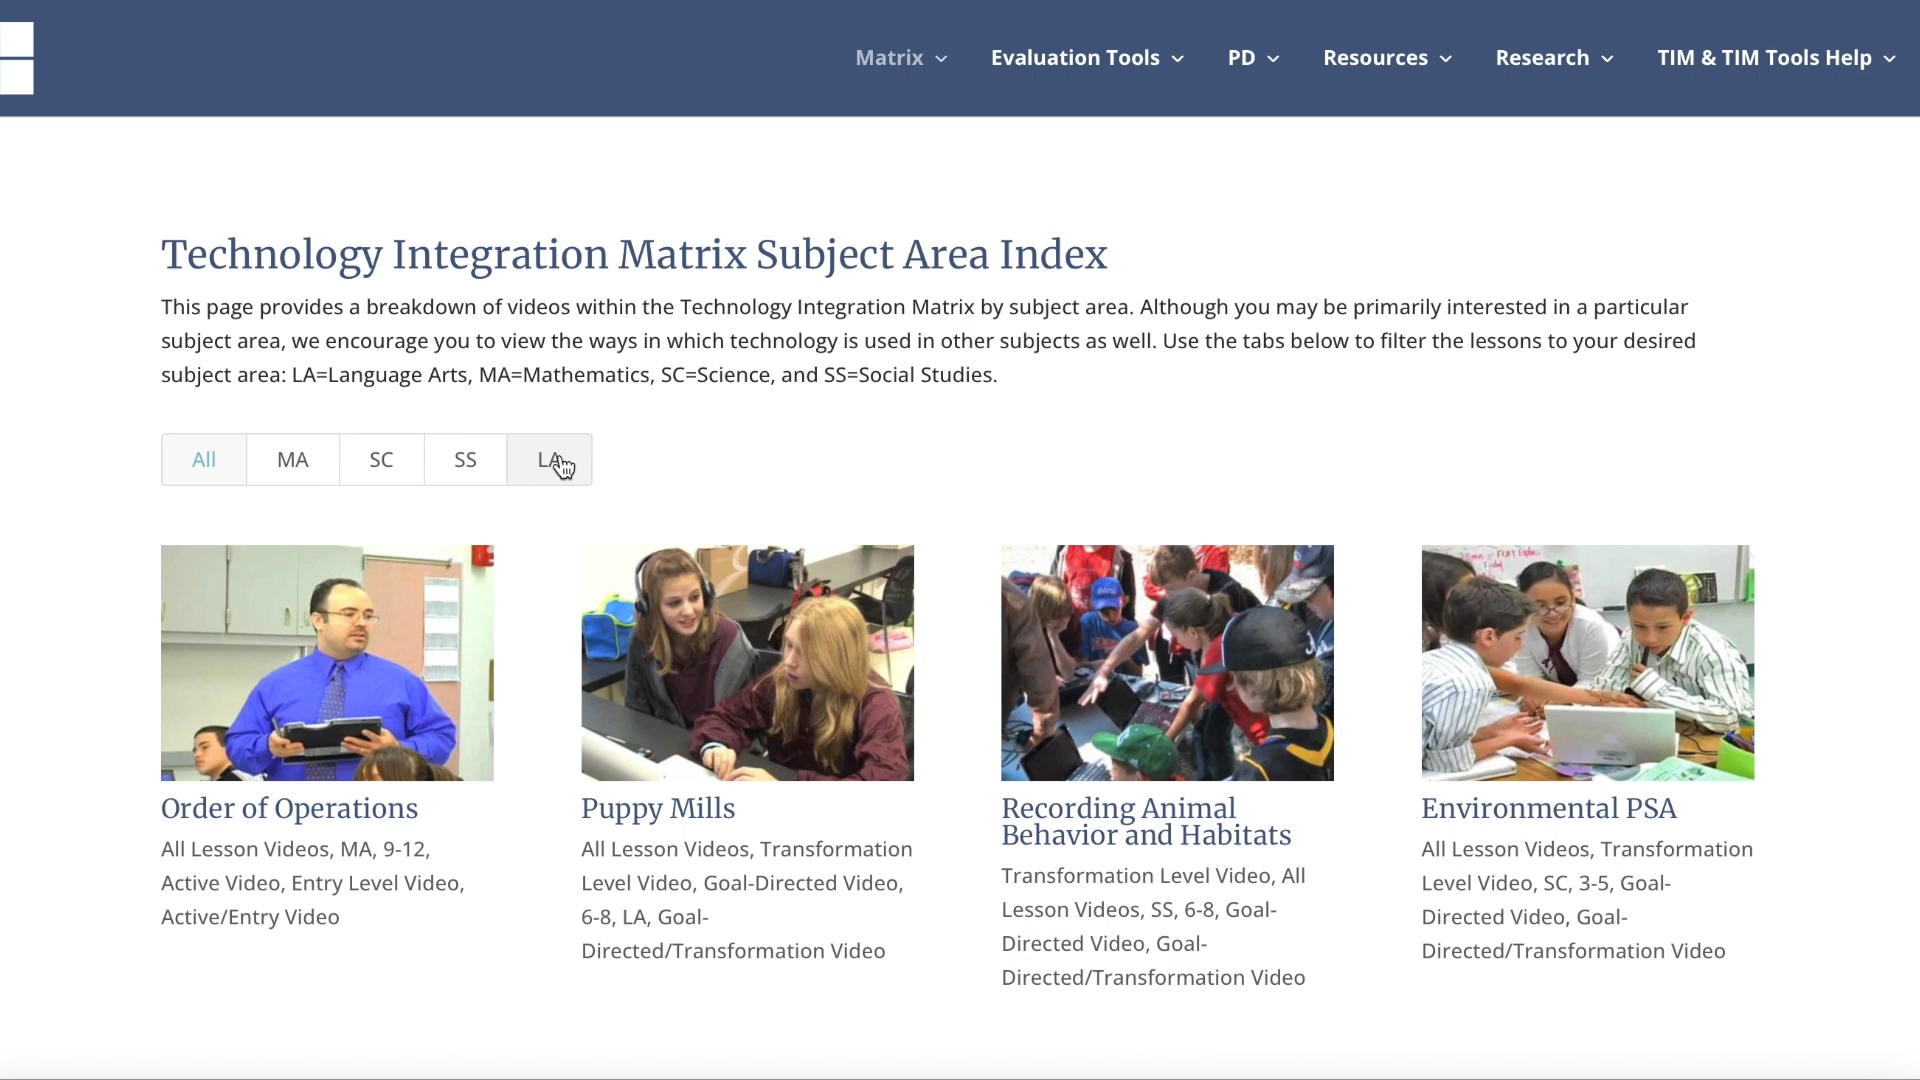 Matrix Evaluation Tools PD Resources Research TIM & TIM Tools Help
Technology Integration Matrix Subject Area Index
This page provides a breakdown of videos within the Technology Integration Matrix by subject area. Although you may be primarily interested in a particular
subject area, we encourage you to view the ways in which technology is used in other subjects as well. Use the tabs below to filter the lessons to your desired
subject area: LA=Language Arts, MA=Mathematics, SC=Science, and SS=Social Studies.
All MA SC SS LA
Order of Operations
All Lesson Videos, MA, 9-12,
Active Video, Entry Level Video,
Active/Entry Video
Puppy Mills
All Lesson Videos, Transformation
Level Video, Goal-Directed Video,
6-8, LA, Goal-
Directed/Transformation Video
Recording Animal
Behavior and Habitats
Transformation Level Video, All
Lesson Videos, SS, 6-8, Goal-
Directed Video, Goal-
Directed/Transformation Video
Environmental PSA
All Lesson Videos, Transformation
Level Video, SC, 3-5, Goal-
Directed Video, Goal-
Directed/Transformation Video